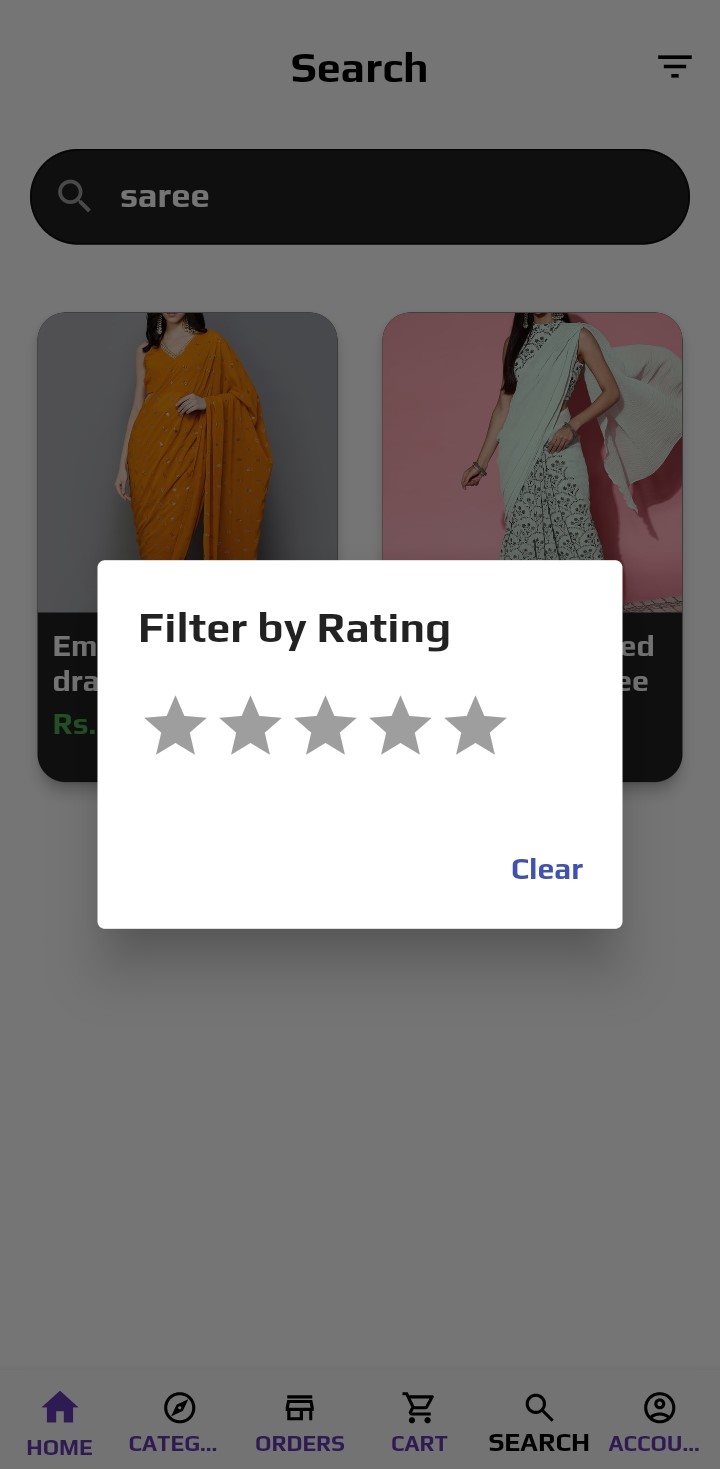 Search
saree
Em
ed
dra
ee
Rs.
Filter by Rating
Clear
HOME
CATEG...
ORDERS
CART
SEARCH
ACCOU...